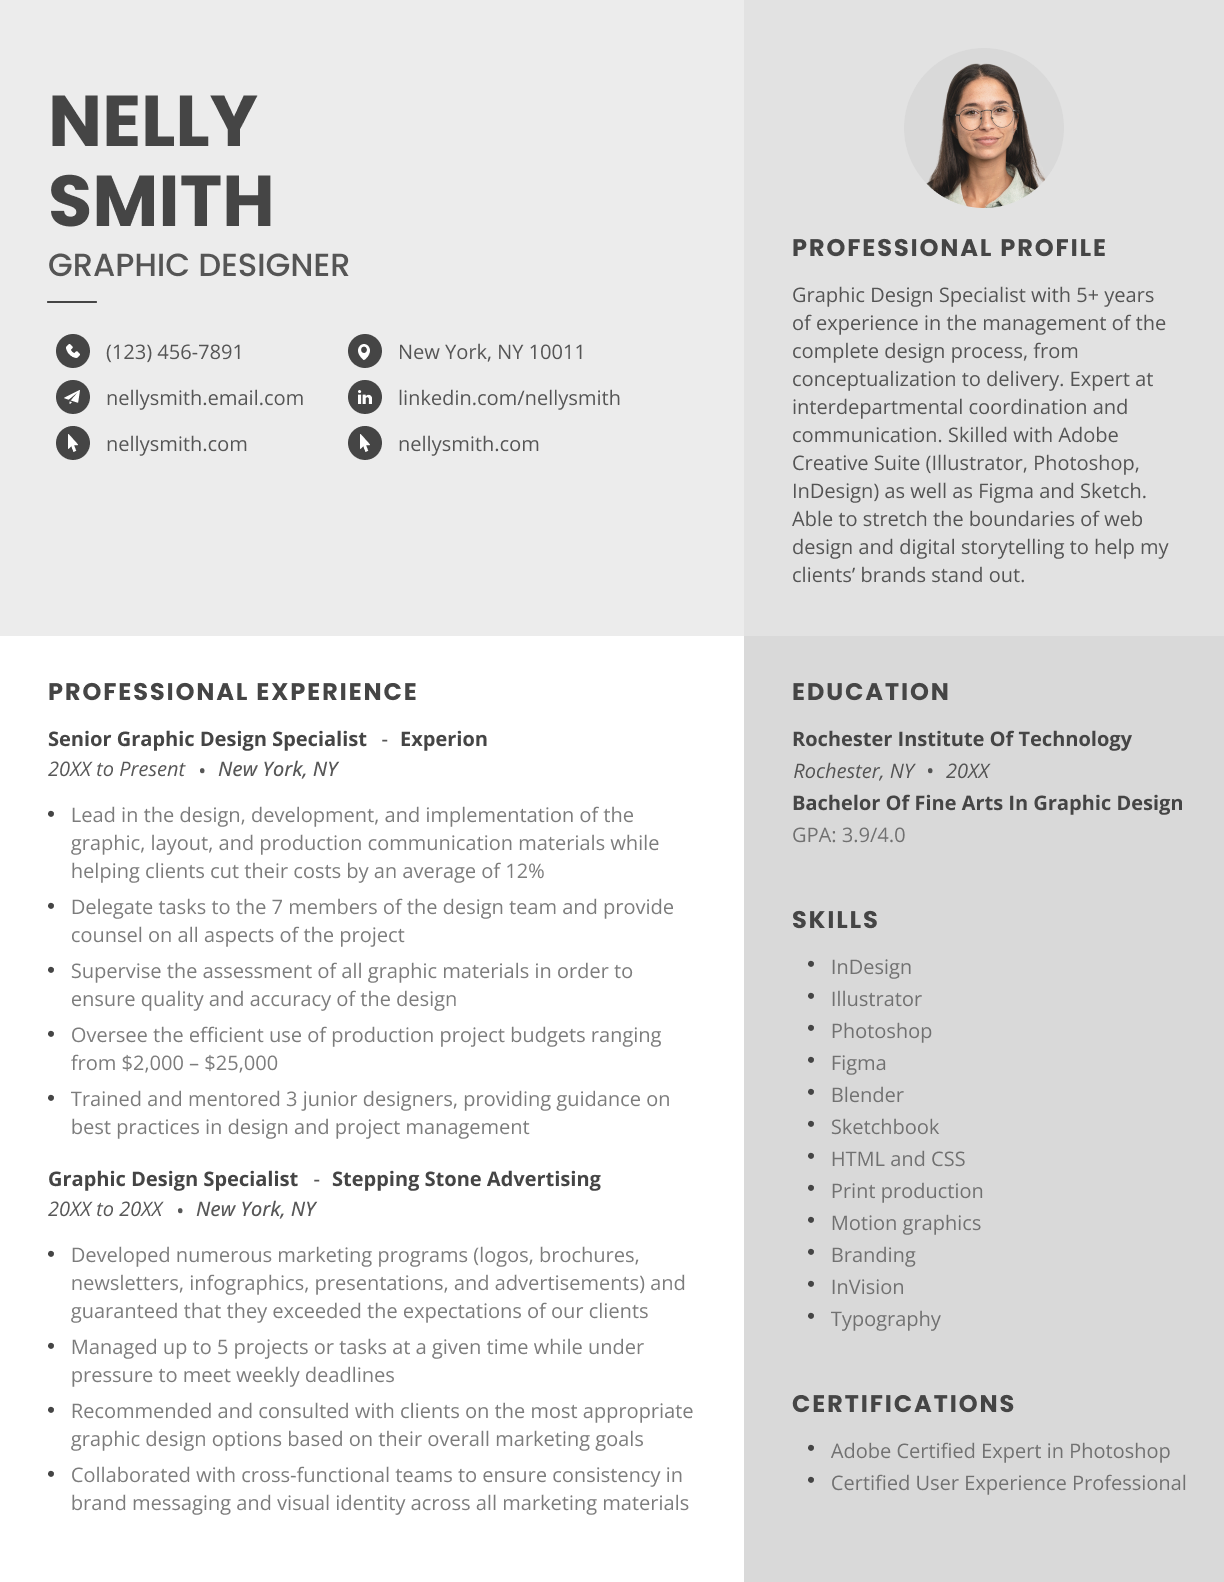 NELLY
SMITH
GRAPHIC DESIGNER
(123) 456-7891
New York, NY 10011
nellysmith.email.com
linkedin.com/nellysmith
nellysmith.com
nellysmith.com
PROFESSIONAL PROFILE
Graphic Design Specialist with 5+ years
of experience in the management of the
complete design process, from
conceptualization to delivery. Expert at
interdepartmental coordination and
communication. Skilled with Adobe
Creative Suite (Illustrator, Photoshop,
InDesign) as well as Figma and Sketch.
Able to stretch the boundaries of web
design and digital storytelling to help my
clients’ brands stand out.
PROFESSIONAL EXPERIENCE
Senior Graphic Design Specialist - Experion
20XX to Present • New York, NY
• Lead in the design, development, and implementation of the
graphic, layout, and production communication materials while
helping clients cut their costs by an average of 12%
• Delegate tasks to the 7 members of the design team and provide
counsel on all aspects of the project
• Supervise the assessment of all graphic materials in order to
ensure quality and accuracy of the design
• Oversee the efficient use of production project budgets ranging
from $2,000 – $25,000
• Trained and mentored 3 junior designers, providing guidance on
best practices in design and project management
Graphic Design Specialist - Stepping Stone Advertising
20XX to 20XX • New York, NY
• Developed numerous marketing programs (logos, brochures,
newsletters, infographics, presentations, and advertisements) and
guaranteed that they exceeded the expectations of our clients
• Managed up to 5 projects or tasks at a given time while under
pressure to meet weekly deadlines
• Recommended and consulted with clients on the most appropriate
graphic design options based on their overall marketing goals
• Collaborated with cross-functional teams to ensure consistency in
brand messaging and visual identity across all marketing materials
EDUCATION
Rochester Institute Of Technology
Rochester, NY • 20XX
Bachelor Of Fine Arts In Graphic Design
GPA: 3.9/4.0
SKILLS
• InDesign
• Illustrator
• Photoshop
• Figma
• Blender
• Sketchbook
• HTML and CSS
• Print production
• Motion graphics
• Branding
• InVision
• Typography
CERTIFICATIONS
• Adobe Certified Expert in Photoshop
• Certified User Experience Professional